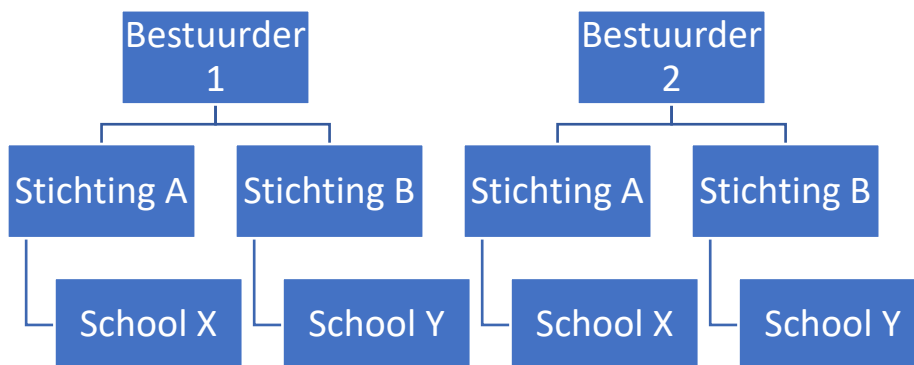 Bestuurder
1
Bestuurder
2
Stichting A
Stichting B
Stichting A
Stichting B
School X
School Y
School X
School Y